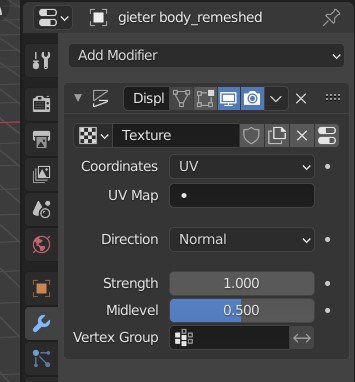 gieter body_remeshed
Add Modifier
Displ
Texture
Coordinates UV
UV Map
Direction Normal
Strength 1.000
Midlevel 0.500
Vertex Group